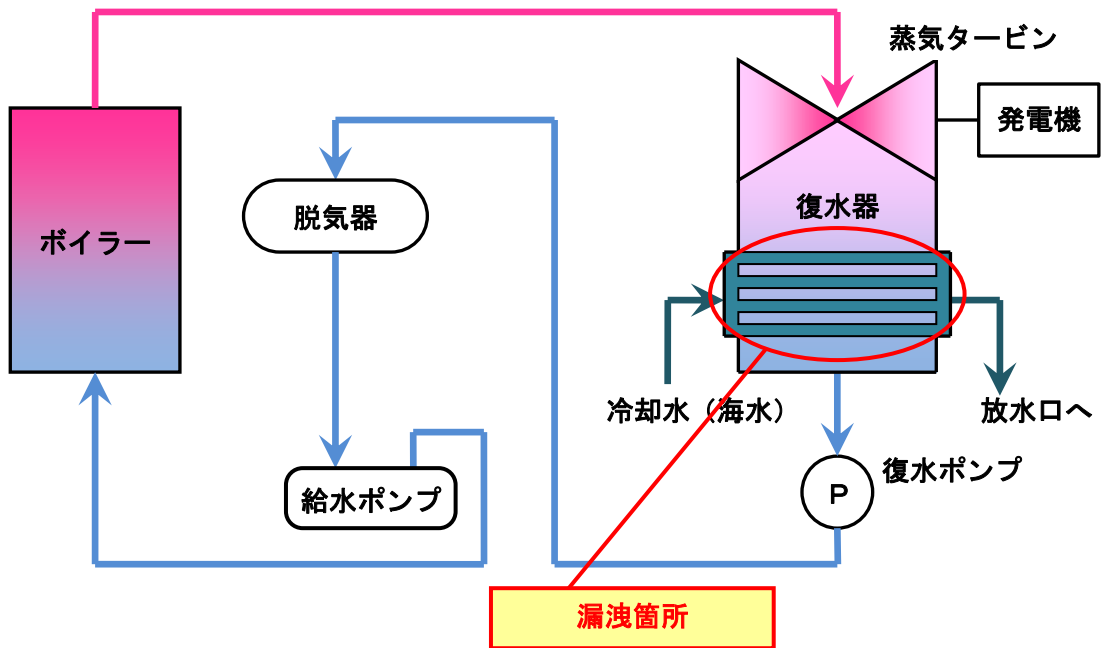 蒸気タービン
発電機
復水器
脱気器
ボイラー
冷却水（海水）
放水口へ
復水ポンプ
P
給水ポンプ
漏洩箇所